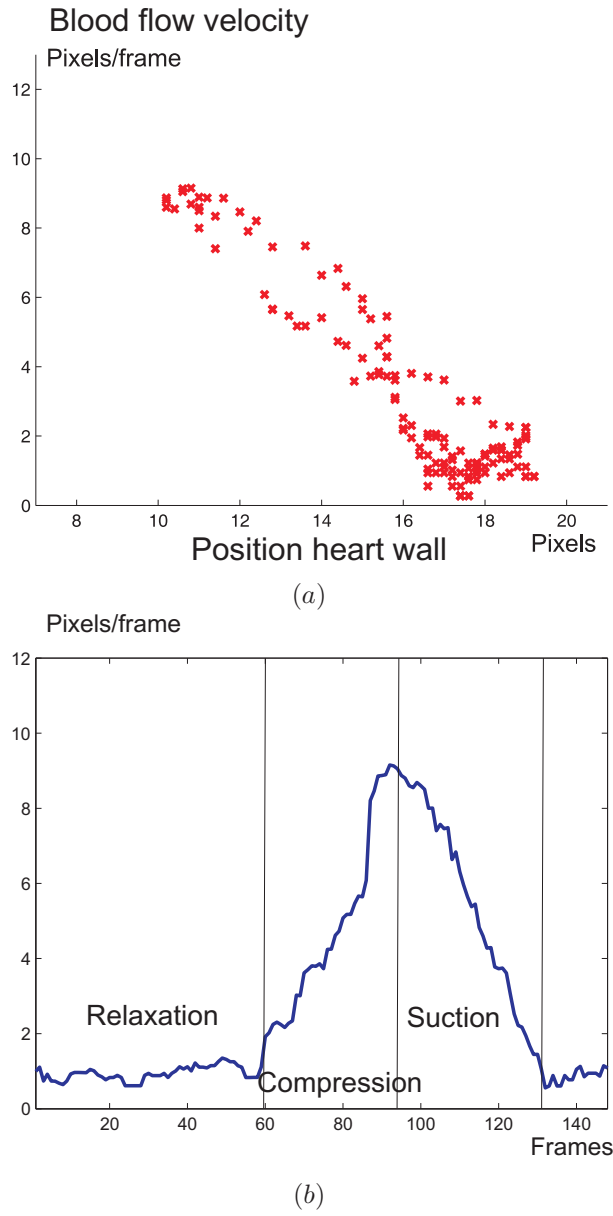 Blood flow velocity
Pixels/frame
12
10
8
6
4
2
0
8 10 12 14 16 18 20
Position heart wall Pixels
(a)
Pixels/frame
12
10
8
6
4
2
0
Relaxation
Suction
Compression
20 40 60 80 100 120 140
Frames
(b)